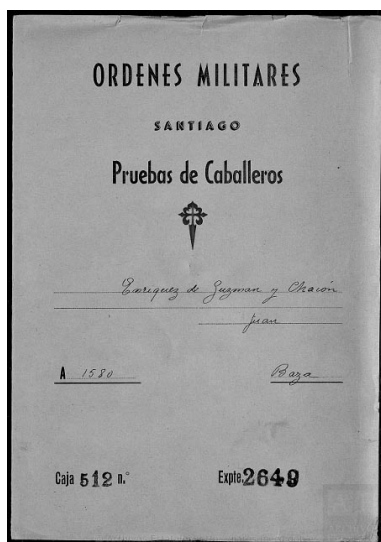 ORDENES MILITARES
SANTIAGO
Pruebas de Caballeros
Enriquez de Guzman y Chacón
Juan
A 1580 Baza
Caja 512 n.° Expte. 2649